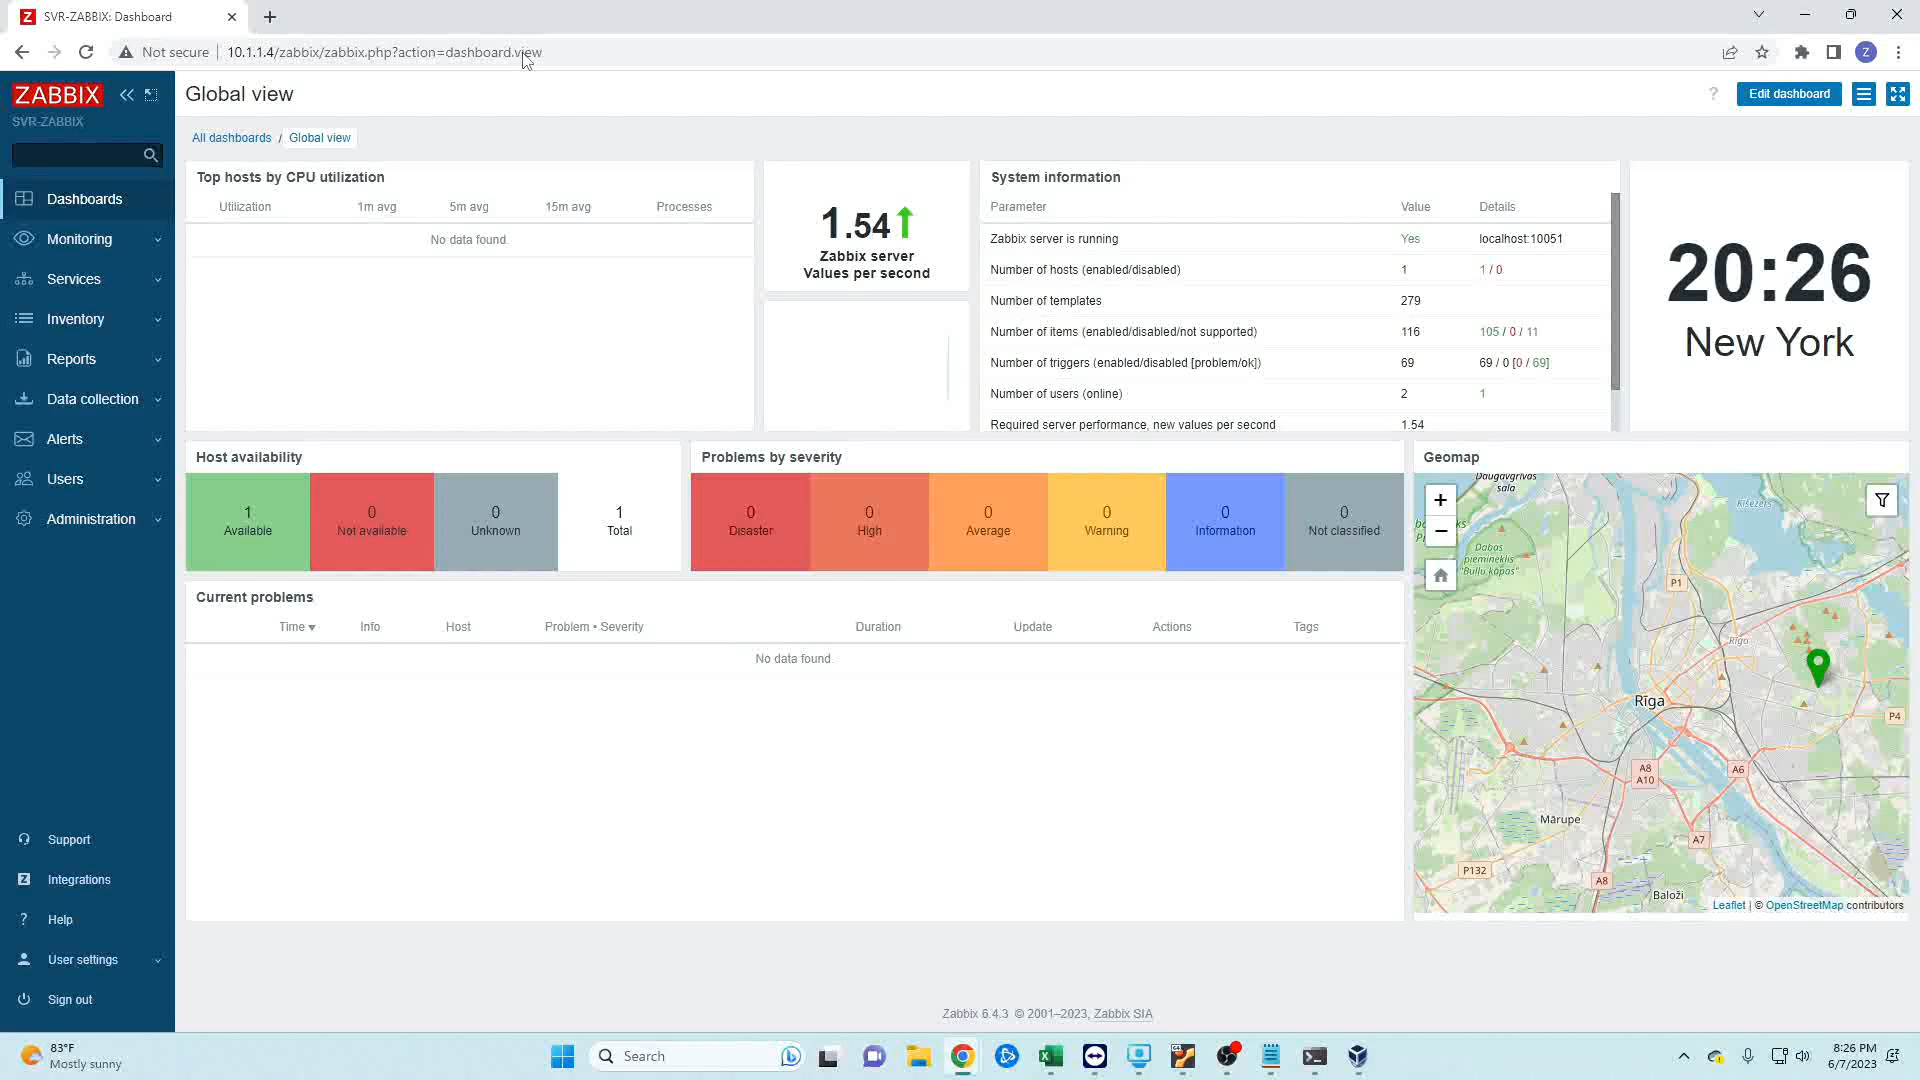 SVR-ZABBIX: Dashboard
Not secure
10.1.1.4/zabbix/zabbix.php?action=dashboard.view
Z
ZABBIX
SVR-ZABBIX
Dashboards
Monitoring
Services
Inventory
Reports
Data collection
Alerts
Users
Administration
Support
Integrations
Help
User settings
Sign out
Global view
?
Edit dashboard
All dashboards / Global view
Top hosts by CPU utilization
Utilization 1m avg 5m avg 15m avg Processes
No data found
1.54
Zabbix server
Values per second
System information
Parameter Value Details
Zabbix server is running Yes localhost:10051
Number of hosts (enabled/disabled) 1 1 / 0
Number of templates 279
Number of items (enabled/disabled/not supported) 116 105 / 0 / 11
Number of triggers (enabled/disabled [problem/ok]) 69 69 / 0 [0 / 69]
Number of users (online) 2 1
Required server performance, new values per second 1.54
20:26
New York
Host availability
1 Available
0 Not available
0 Unknown
1 Total
Problems by severity
0 Disaster
0 High
0 Average
0 Warning
0 Information
0 Not classified
Current problems
Time Info Host Problem • Severity Duration Update Actions Tags
No data found
Geomap
+
−
Daugavgrīvas
sala
Ķīšezers
Dabas
piemineklis
"Buļļu kāpas"
P1
Rīga
Rīga
P4
A8
A10
A6
Mārupe
A7
P132
A8
Baloži
Leaflet | © OpenStreetMap contributors
Zabbix 6.4.3 © 2001–2023, Zabbix SIA
83°F
Mostly sunny
Search
8:26 PM
6/7/2023